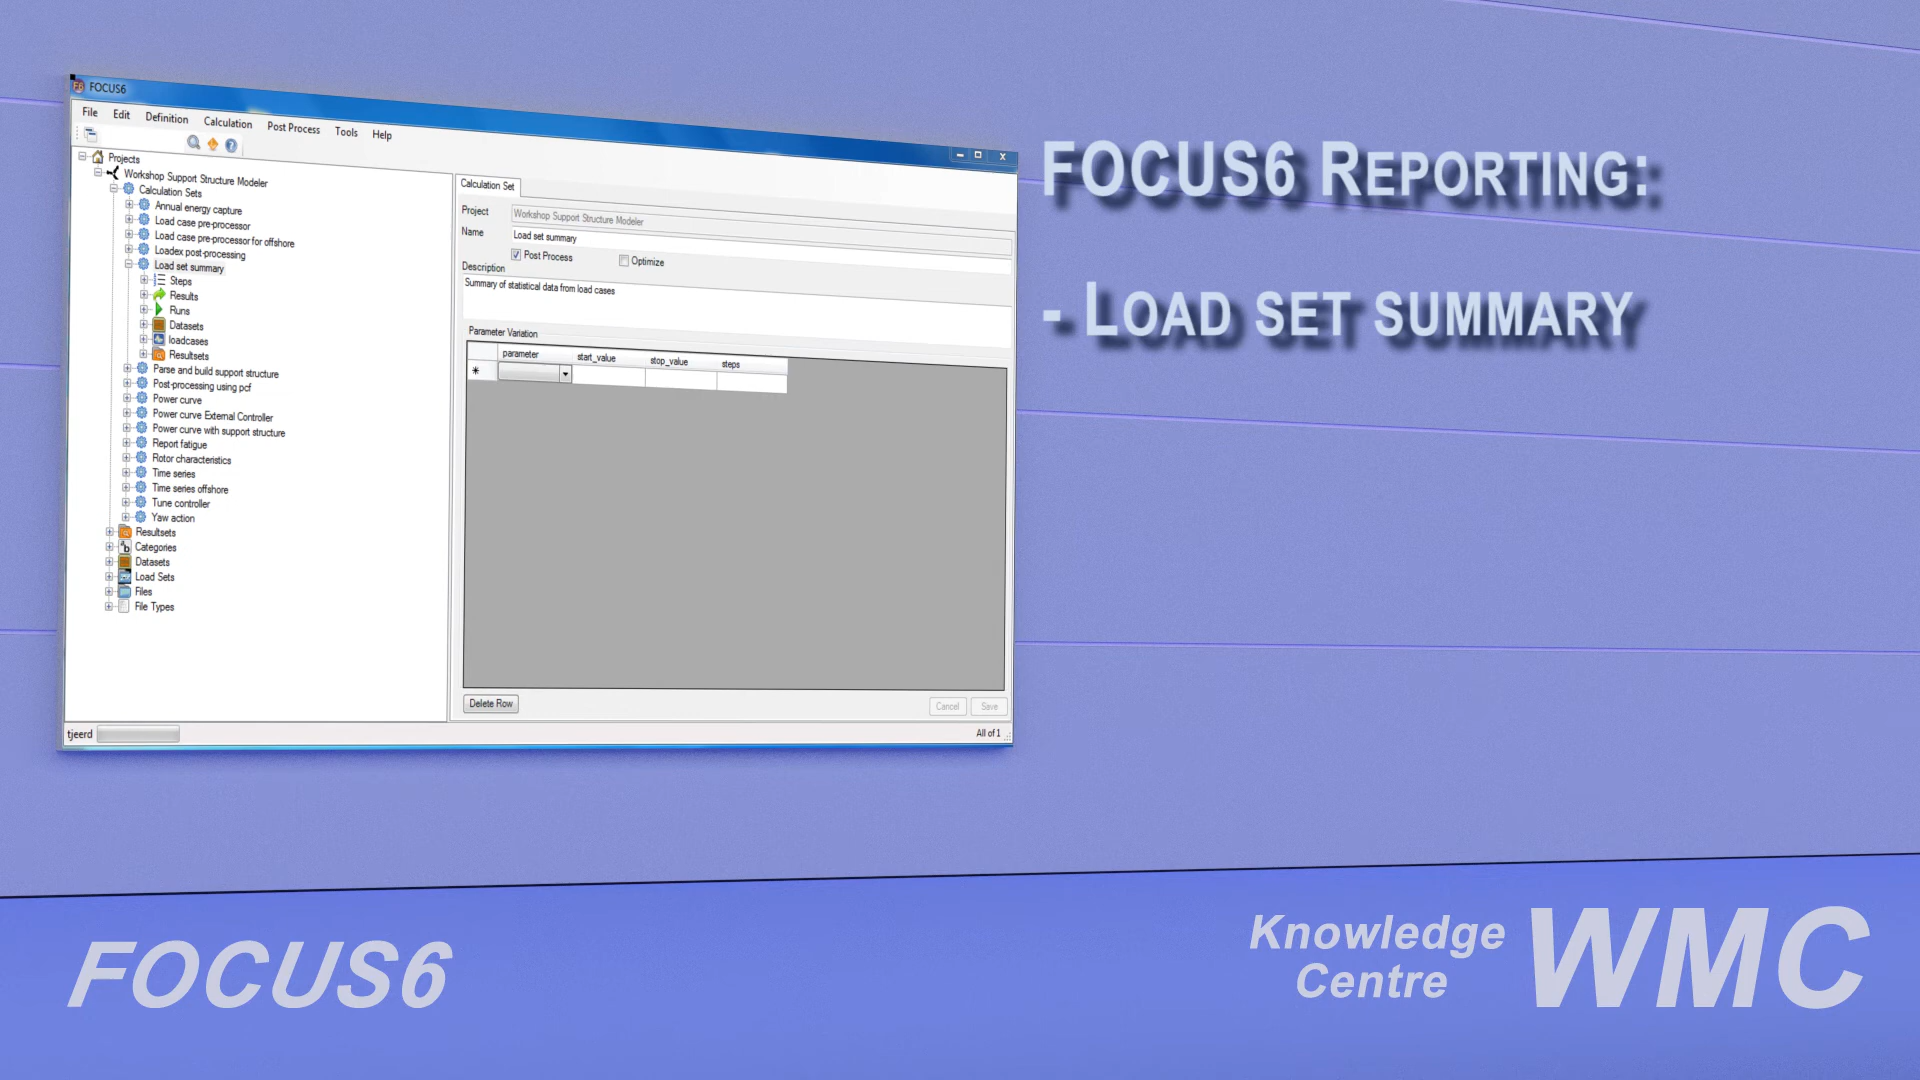 FOCUS6
File Edit Definition Calculation Post Process Tools Help
Projects
Workshop Support Structure Modeler
Calculation Sets
Annual energy capture
Load case pre-processor
Load case pre-processor for offshore
Loadex post-processing
Load set summary
Steps
Results
Runs
Datasets
loadcases
Resultsets
Parse and build support structure
Post-processing using pcf
Power curve
Power curve External Controller
Power curve with support structure
Report fatigue
Rotor characteristics
Time series
Time series offshore
Tune controller
Yaw action
Resultsets
Categories
Datasets
Load Sets
Files
File Types
tjeerd
Calculation Set
Project Workshop Support Structure Modeler
Name Load set summary
Post Process Optimize
Description
Summary of statistical data from load cases
Parameter Variation
parameter start_value stop_value steps
Delete Row Cancel Save
All of 1
FOCUS6 REPORTING:
- LOAD SET SUMMARY
FOCUS6
Knowledge
Centre
WMC